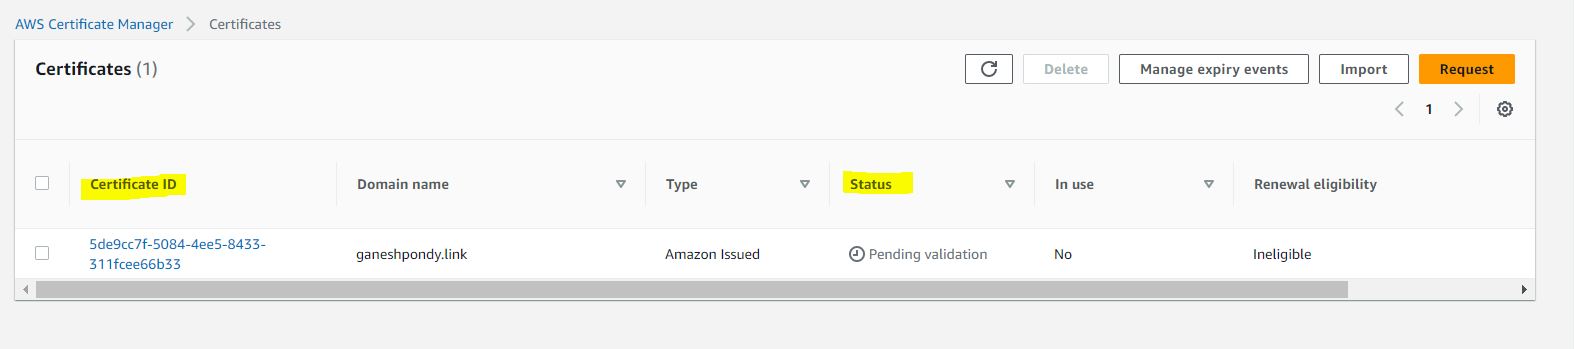 AWS Certificate Manager > Certificates
Certificates (1)
Delete
Manage expiry events
Import
Request
1
Certificate ID
Domain name
Type
Status
In use
Renewal eligibility
5de9cc7f-5084-4ee5-8433-
311fcee66b33
ganeshpondy.link
Amazon Issued
Pending validation
No
Ineligible